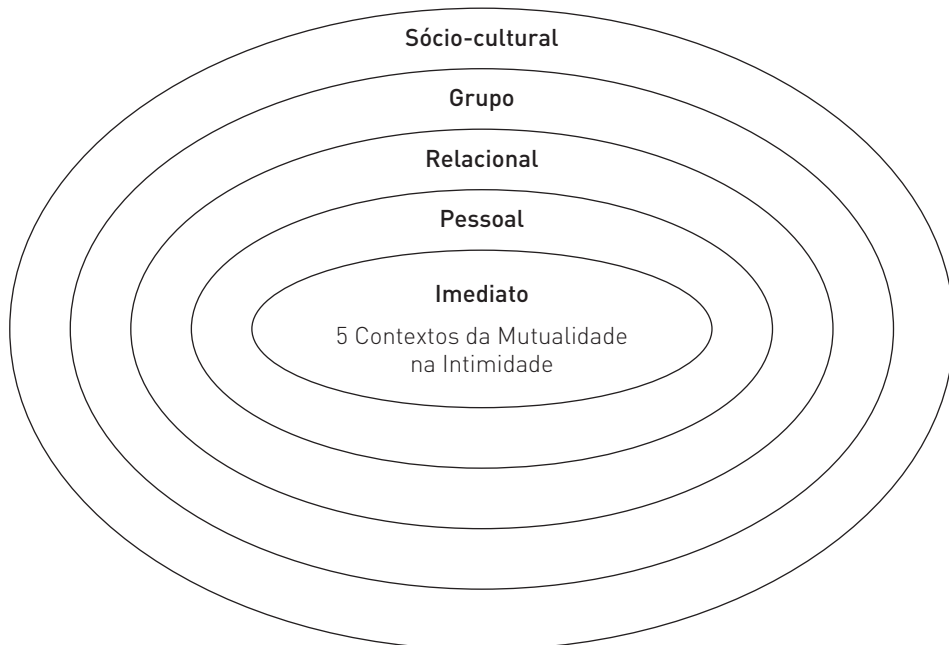 Sócio-cultural
Grupo
Relacional
Pessoal
Imediato
5 Contextos da Mutualidade
na Intimidade